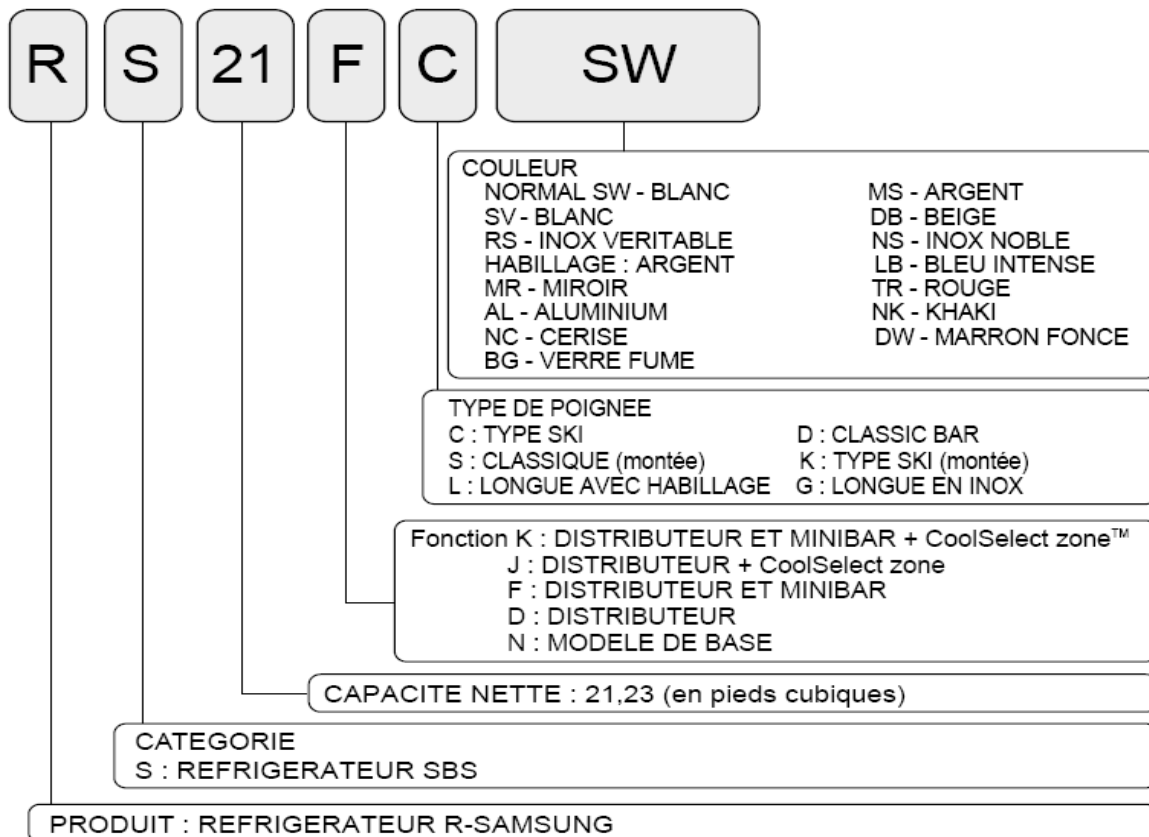 R S 21 F C SW
COULEUR
NORMAL SW - BLANC MS - ARGENT
SV - BLANC DB - BEIGE
RS - INOX VERITABLE NS - INOX NOBLE
HABILLAGE : ARGENT LB - BLEU INTENSE
MR - MIROIR TR - ROUGE
AL - ALUMINIUM NK - KHAKI
NC - CERISE DW - MARRON FONCE
BG - VERRE FUME
TYPE DE POIGNEE
C : TYPE SKI D : CLASSIC BAR
S : CLASSIQUE (montée) K : TYPE SKI (montée)
L : LONGUE AVEC HABILLAGE G : LONGUE EN INOX
Fonction K : DISTRIBUTEUR ET MINIBAR + CoolSelect zone™
J : DISTRIBUTEUR + CoolSelect zone
F : DISTRIBUTEUR ET MINIBAR
D : DISTRIBUTEUR
N : MODELE DE BASE
CAPACITE NETTE : 21,23 (en pieds cubiques)
CATEGORIE
S : REFRIGERATEUR SBS
PRODUIT : REFRIGERATEUR R-SAMSUNG